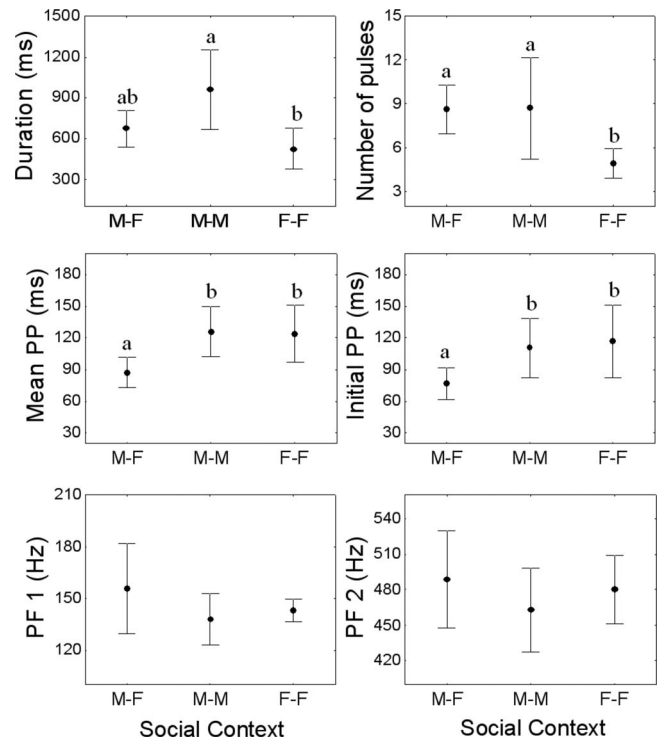 Duration (ms)
1500
1200
900
600
300
ab
a
b
M-F
M-M
F-F
Number of pulses
15
12
9
6
3
a
a
b
M-F
M-M
F-F
Mean PP (ms)
180
150
120
90
60
30
a
b
b
M-F
M-M
F-F
Initial PP (ms)
180
150
120
90
60
30
a
b
b
M-F
M-M
F-F
PF 1 (Hz)
210
180
150
120
M-F
M-M
F-F
Social Context
PF 2 (Hz)
540
510
480
450
420
M-F
M-M
F-F
Social Context